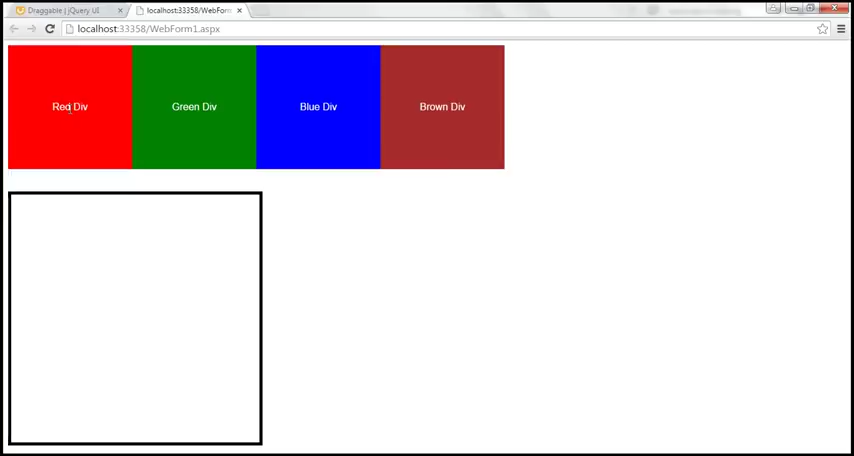 Draggable | jQuery UI
localhost:33358/WebForm
localhost:33358/WebForm1.aspx
Red Div
Green Div
Blue Div
Brown Div